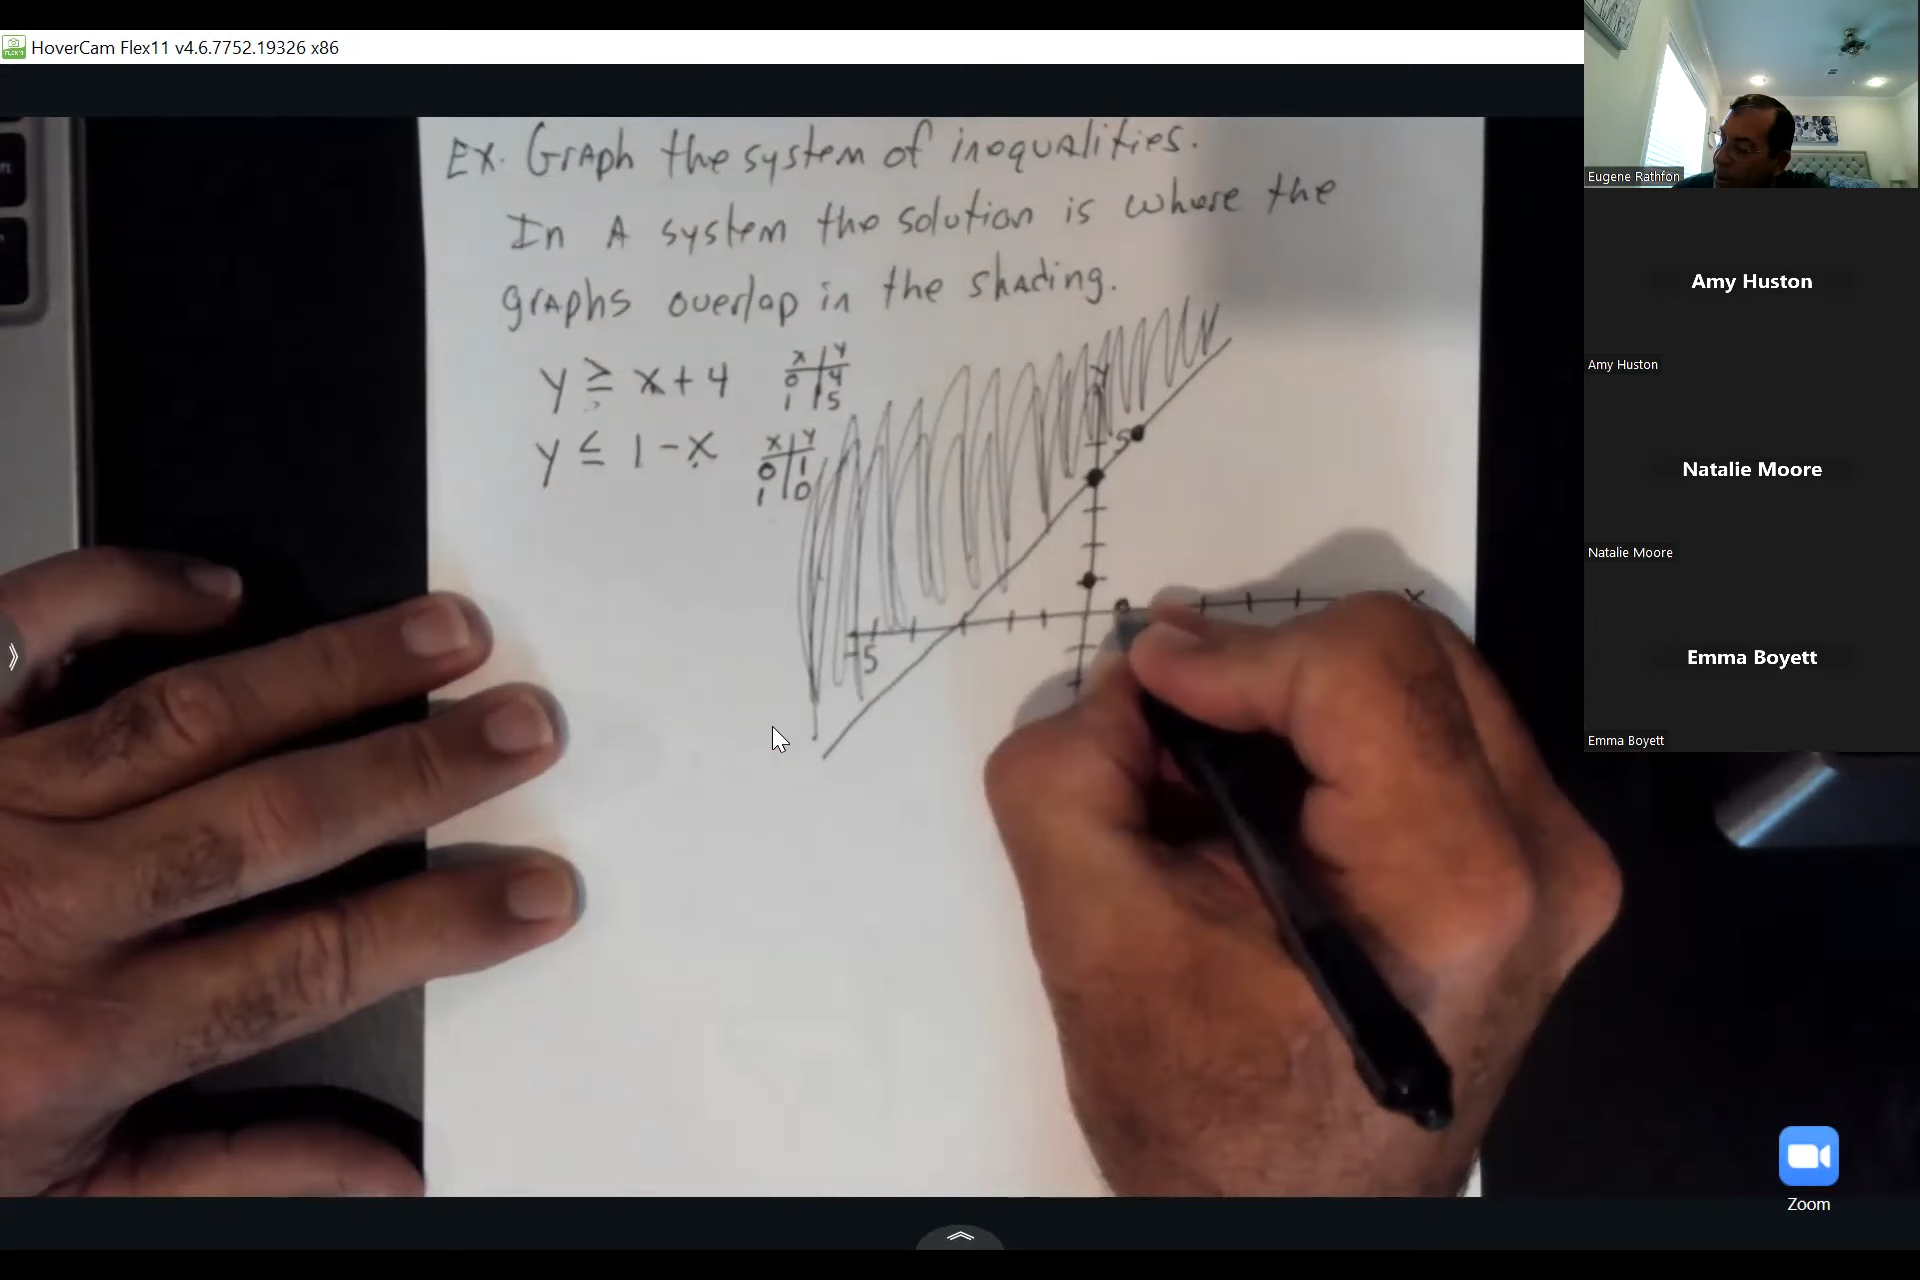 HoverCam Flex11 v4.6.7752.19326 x86
Ex. Graph the system of inequalities.
In A system the solution is where the
graphs overlap in the shading.
y ≥ x + 4
x | y
0 | 4
1 | 5
y ≤ 1 - x
x | y
0 | 1
1 | 0
y
5
x
-5
Eugene Rathfon
Amy Huston
Amy Huston
Natalie Moore
Natalie Moore
Emma Boyett
Emma Boyett
Zoom